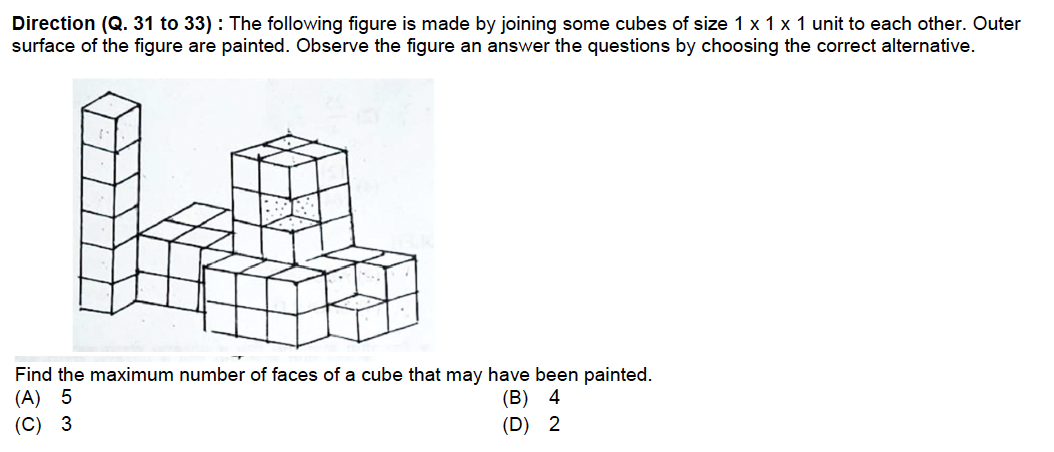 Direction (Q. 31 to 33) : The following figure is made by joining some cubes of size 1 x 1 x 1 unit to each other. Outer
surface of the figure are painted. Observe the figure an answer the questions by choosing the correct alternative.
Find the maximum number of faces of a cube that may have been painted.
(A) 5 (B) 4
(C) 3 (D) 2